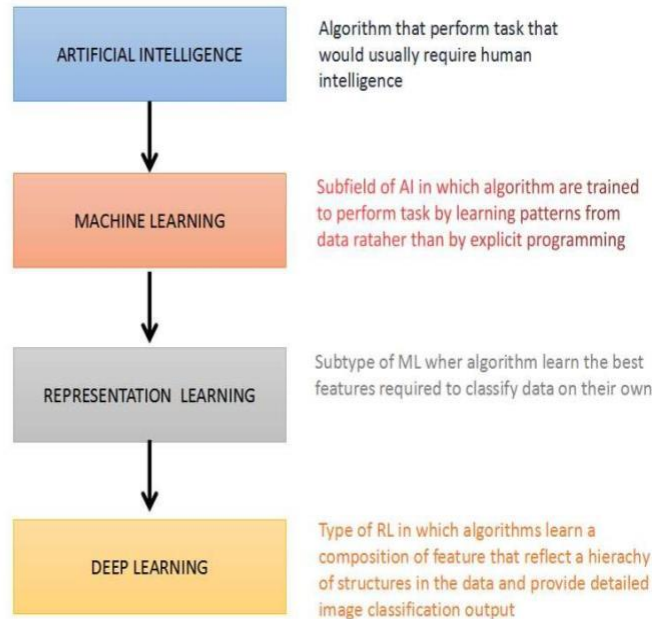 ARTIFICIAL INTELLIGENCE
Algorithm that perform task that
would usually require human
intelligence
MACHINE LEARNING
Subfield of AI in which algorithm are trained
to perform task by learning patterns from
data rataher than by explicit programming
REPRESENTATION LEARNING
Subtype of ML wher algorithm learn the best
features required to classify data on their own
DEEP LEARNING
Type of RL in which algorithms learn a
composition of feature that reflect a hierachy
of structures in the data and provide detailed
image classification output